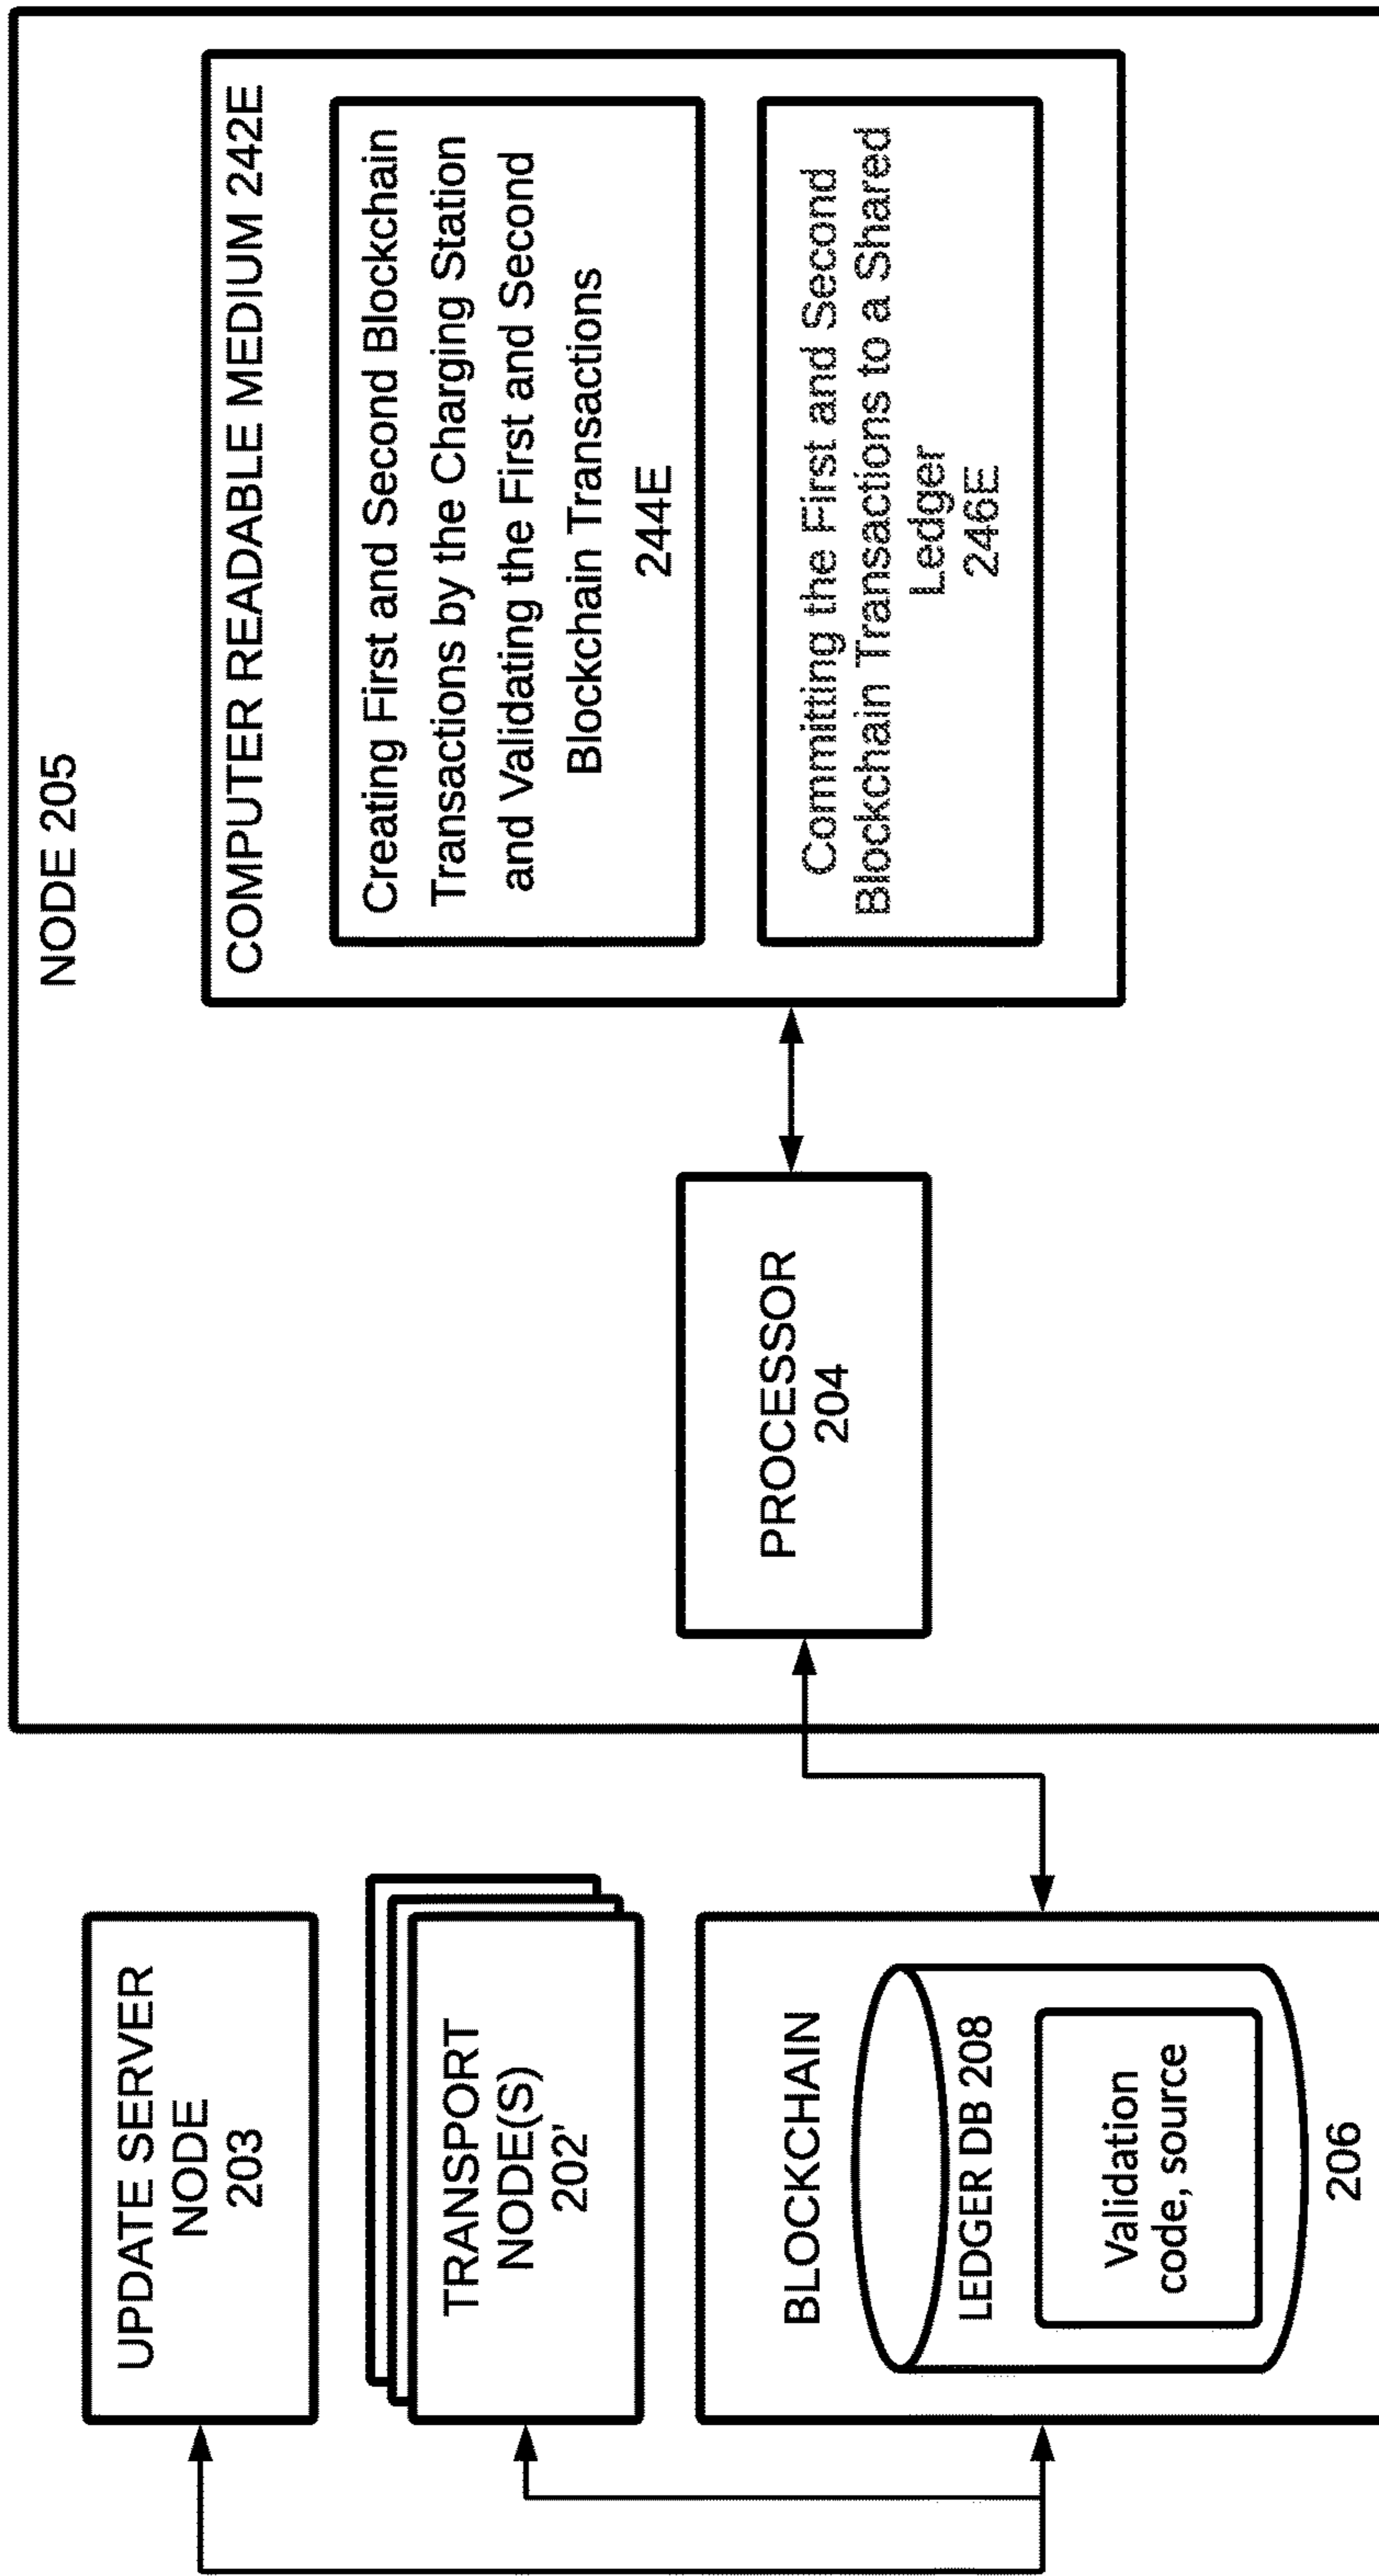 UPDATE SERVER
NODE
203
TRANSPORT
NODE(S)
202'
BLOCKCHAIN
LEDGER DB 208
Validation
code, source
206
NODE 205
PROCESSOR
204
COMPUTER READABLE MEDIUM 242E
Creating First and Second Blockchain
Transactions by the Charging Station
and Validating the First and Second
Blockchain Transactions
244E
Committing the First and Second
Blockchain Transactions to a Shared
Ledger
246E